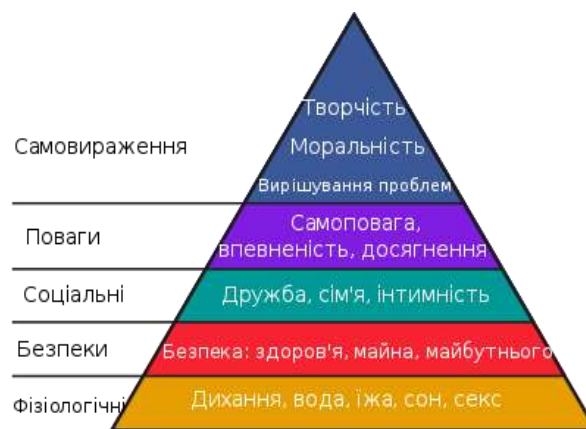 Творчість
Самовираження
Моральність
Вирішування проблем
Поваги
Самоповага,
впевненість, досягнення
Соціальні
Дружба, сім'я, інтимність
Безпеки
Безпека: здоров'я, майна, майбутнього
Фізіологічні
Дихання, вода, їжа, сон, секс